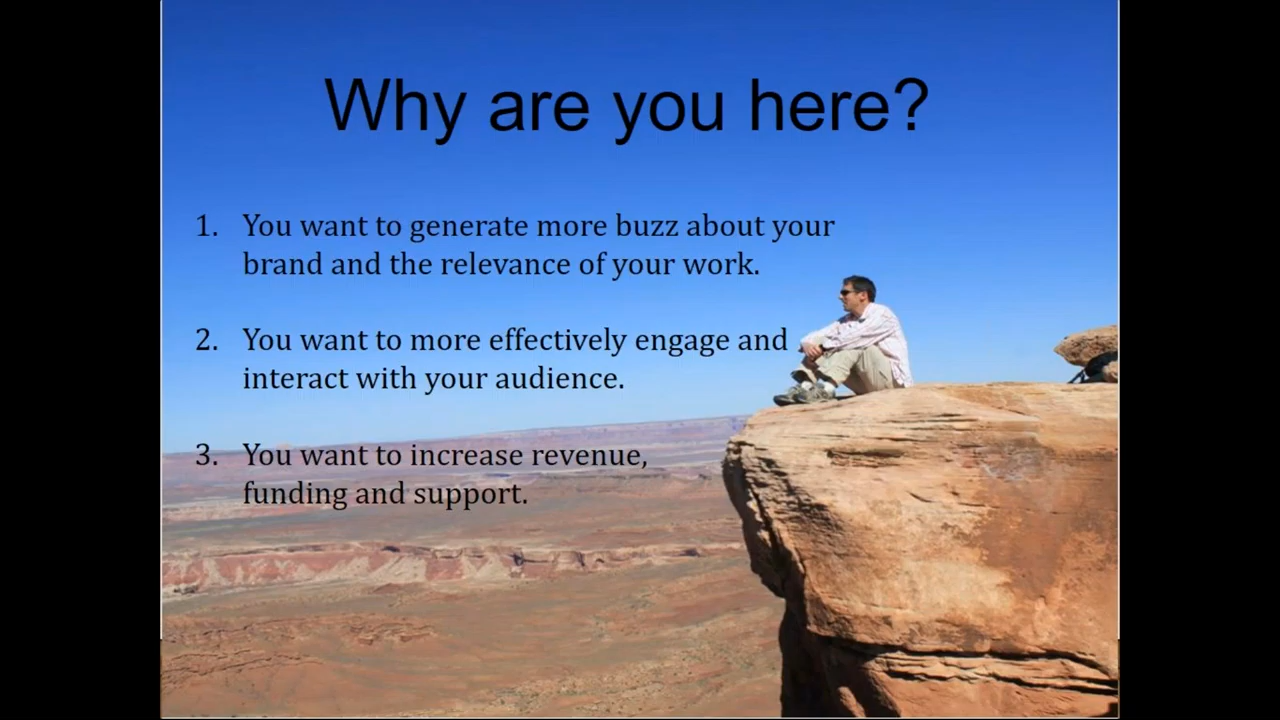 Why are you here?
1. You want to generate more buzz about your
brand and the relevance of your work.
2. You want to more effectively engage and
interact with your audience.
3. You want to increase revenue,
funding and support.